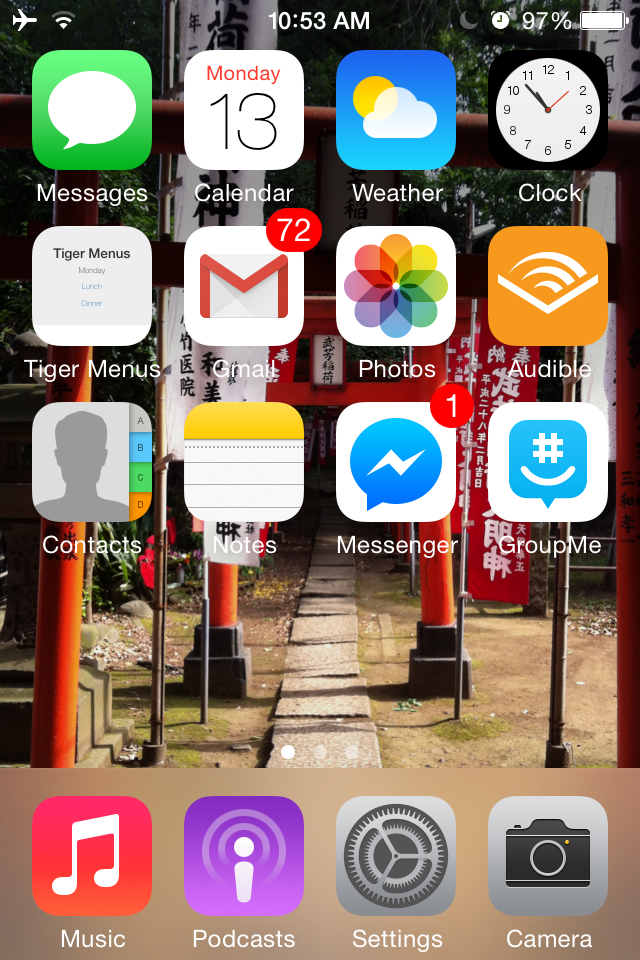 10:53 AM
97%
Monday
13
12
11
1
10
2
9
3
8
4
7
5
6
Messages
Calendar
Weather
Clock
Tiger Menus
Monday
Lunch
Dinner
72
Tiger Menus
Gmail
Photos
Audible
A
B
C
D
1
Contacts
Notes
Messenger
GroupMe
Music
Podcasts
Settings
Camera